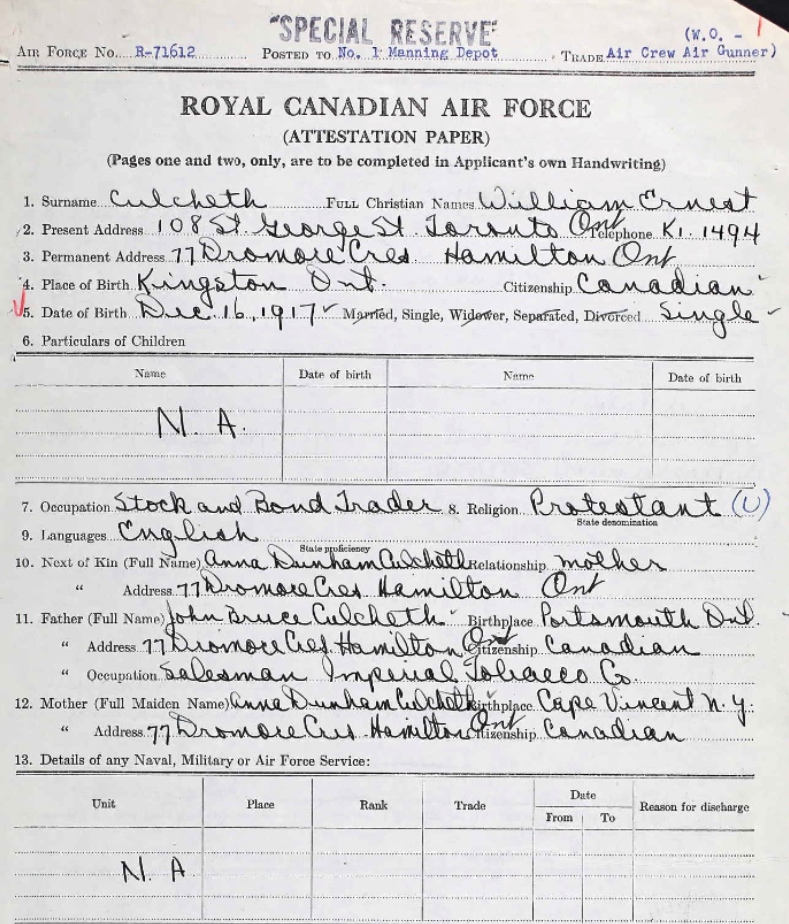 "SPECIAL RESERVE"
(W.O. - 1
AIR FORCE No. R-71612 POSTED TO No. 1 Manning Depot TRADE Air Crew Air Gunner)
ROYAL CANADIAN AIR FORCE
(ATTESTATION PAPER)
(Pages one and two, only, are to be completed in Applicant's own Handwriting)
1. Surname Culcheth FULL Christian Names William Ernest
2. Present Address 108 St. George St. Toronto Ont Telephone KI. 1494
3. Permanent Address 77 Dromore Cres Hamilton Ont
4. Place of Birth Kingston Ont. Citizenship Canadian
5. Date of Birth Dec. 16, 1917 Married, Single, Widower, Separated, Divorced Single
6. Particulars of Children
Name Date of birth Name Date of birth
N. A.
7. Occupation Stock and Bond Trader 8. Religion Protestant (U)
State denomination
9. Languages English
State proficiency
10. Next of Kin (Full Name) Anna Dunham Culcheth Relationship mother
" Address 77 Dromore Cres Hamilton Ont
11. Father (Full Name) John Bruce Culcheth Birthplace Portsmouth Ont.
" Address 77 Dromore Cres. Hamilton Ont Citizenship Canadian
" Occupation Salesman Imperial Tobacco Co.
12. Mother (Full Maiden Name) Anna Dunham Culcheth Birthplace Cape Vincent N.Y.
" Address 77 Dromore Cres. Hamilton Ont Citizenship Canadian
13. Details of any Naval, Military or Air Force Service:
Unit Place Rank Trade Date Reason for discharge
From To
N. A